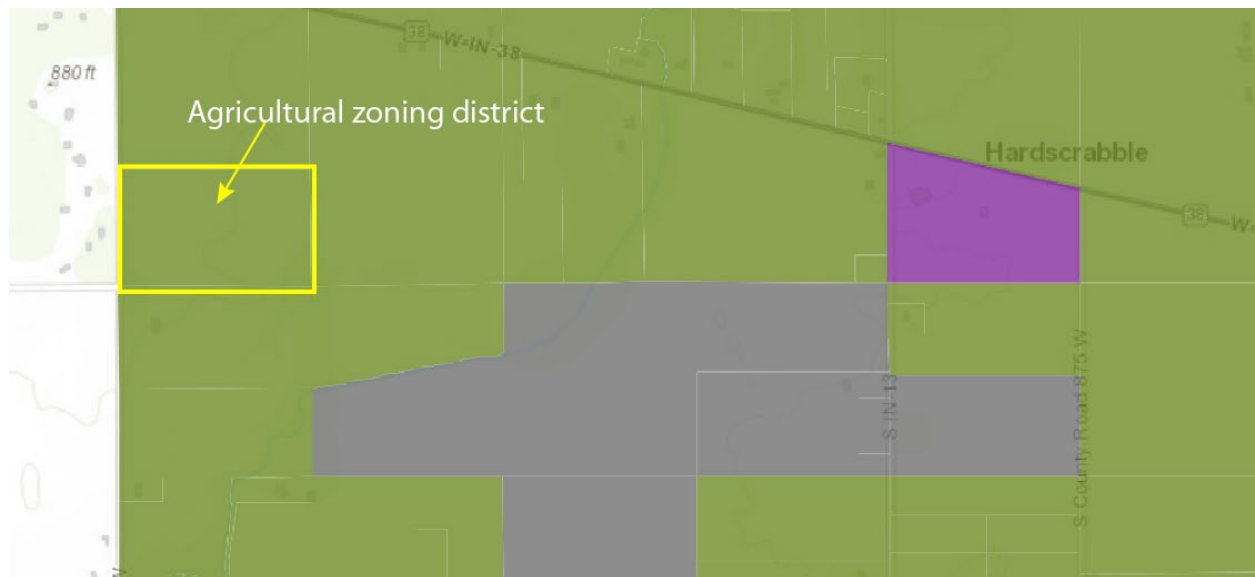 38
W-IN-38
880 ft
Agricultural zoning district
Hardscrabble
38
W-
S IN-13
S County Road 875 W
W